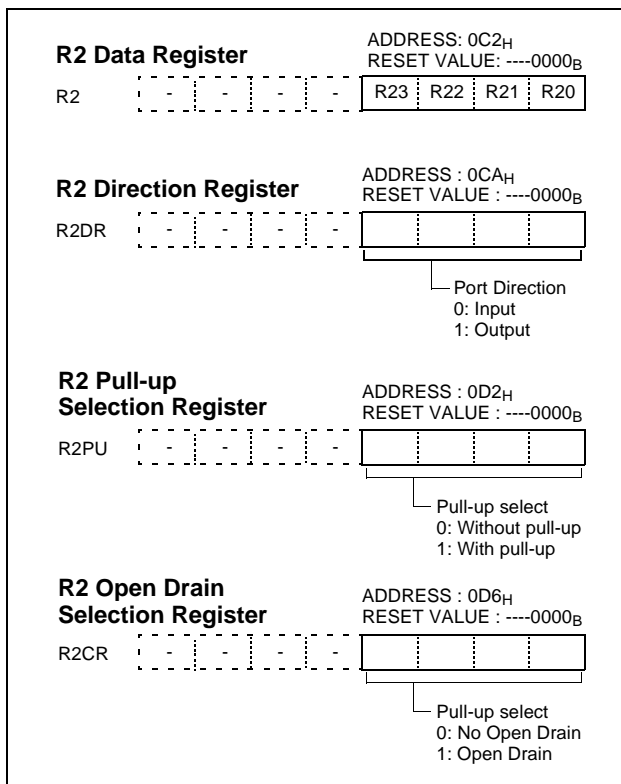 R2 Data Register
ADDRESS: 0C2H
RESET VALUE: ----0000B
R2 - - - - R23 R22 R21 R20
R2 Direction Register
ADDRESS : 0CAH
RESET VALUE : ----0000B
R2DR - - - -
Port Direction
0: Input
1: Output
R2 Pull-up
Selection Register
ADDRESS : 0D2H
RESET VALUE : ----0000B
R2PU - - - -
Pull-up select
0: Without pull-up
1: With pull-up
R2 Open Drain
Selection Register
ADDRESS : 0D6H
RESET VALUE : ----0000B
R2CR - - - -
Pull-up select
0: No Open Drain
1: Open Drain